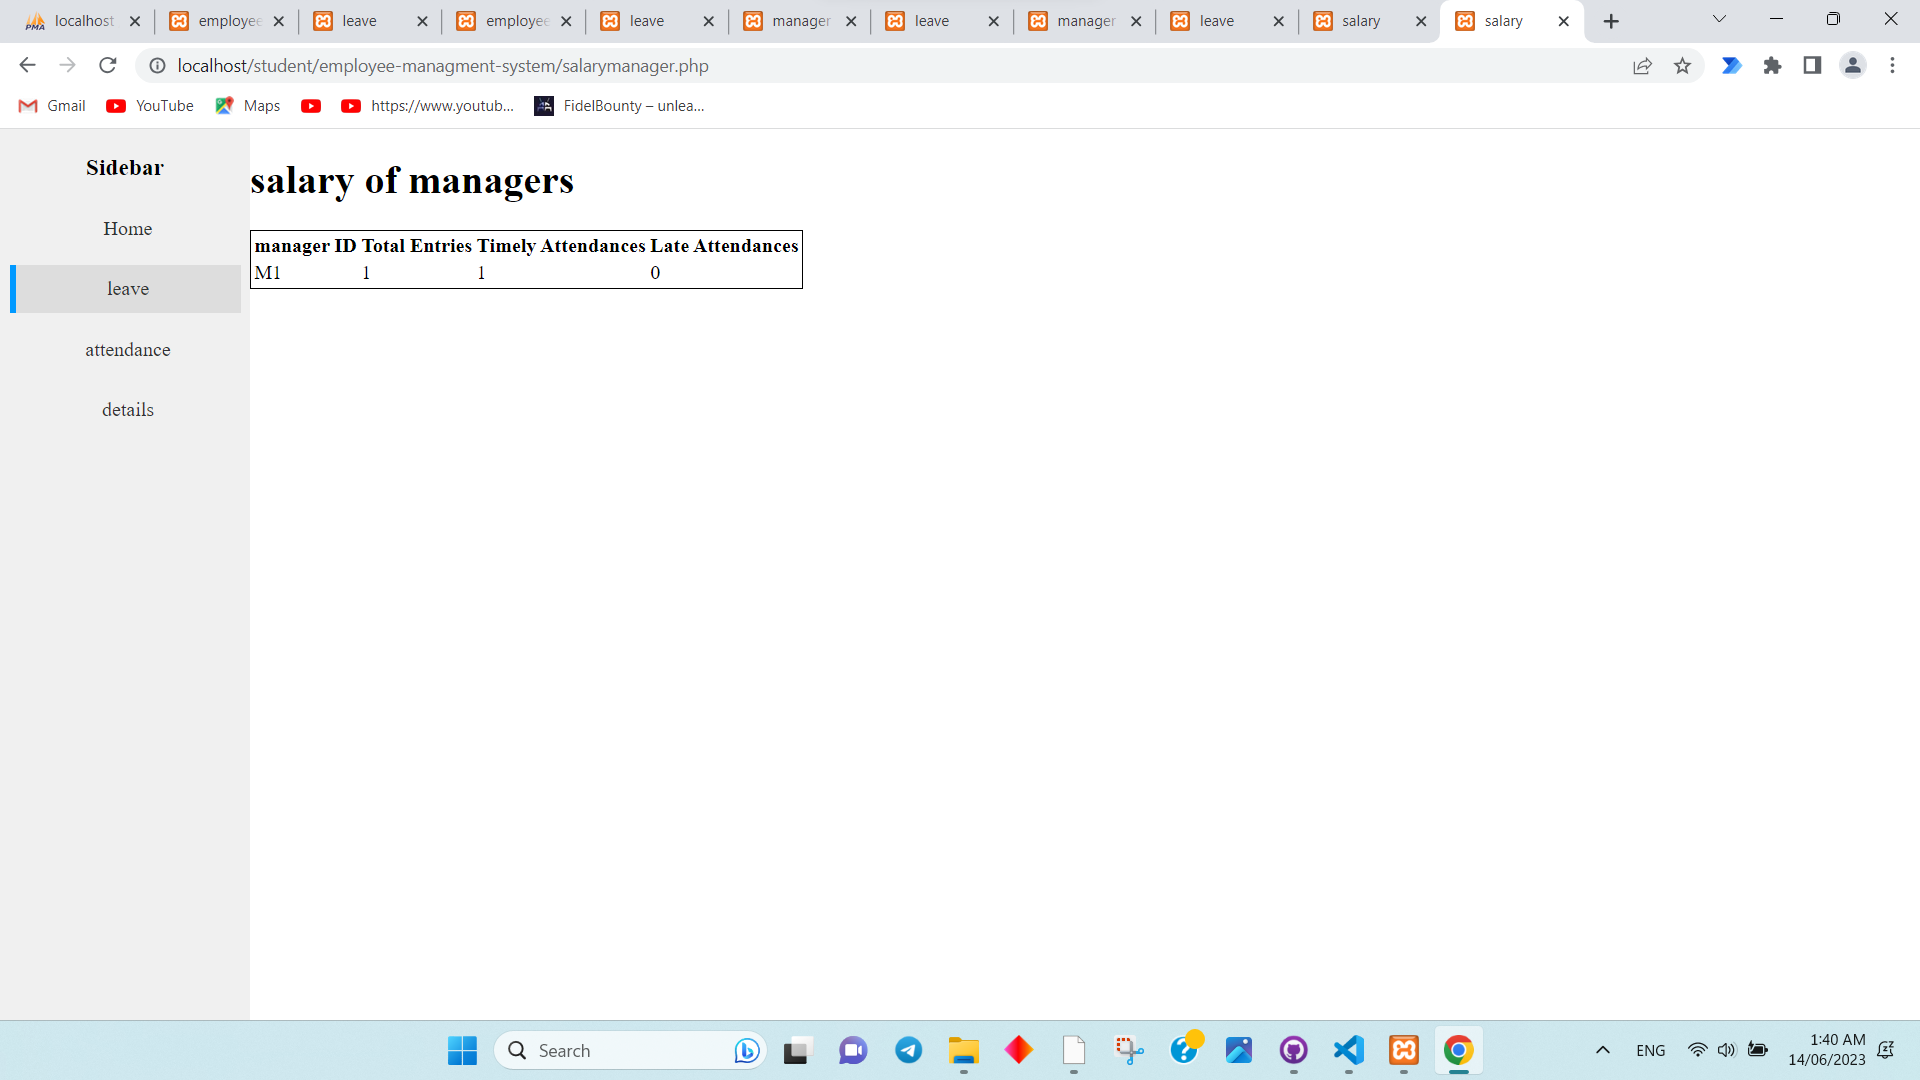 localhost employee leave employee leave manager leave manager leave salary salary
localhost/student/employee-managment-system/salarymanager.php
Gmail YouTube Maps https://www.youtub... FidelBounty – unlea...
Sidebar
Home
leave
attendance
details
salary of managers
manager ID Total Entries Timely Attendances Late Attendances
M1 1 1 0
Search
ENG
1:40 AM
14/06/2023